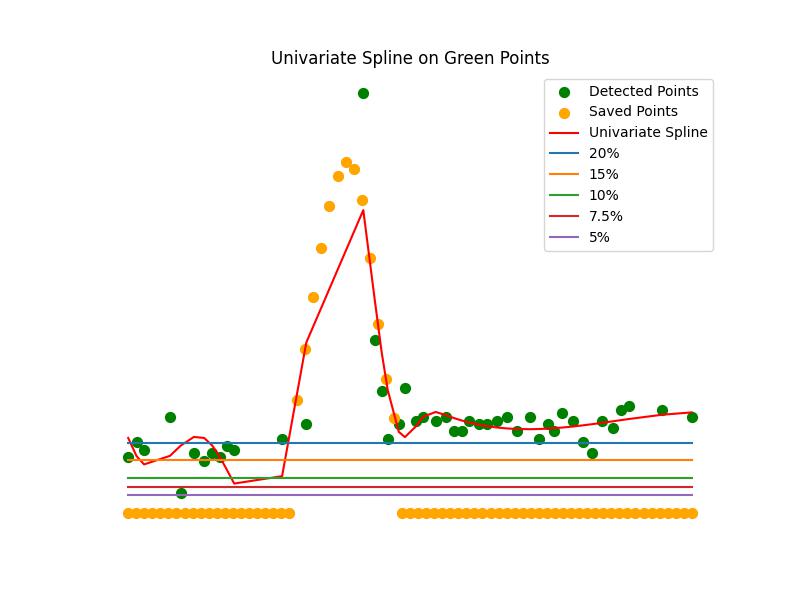 Univariate Spline on Green Points
Detected Points
Saved Points
Univariate Spline
20%
15%
10%
7.5%
5%